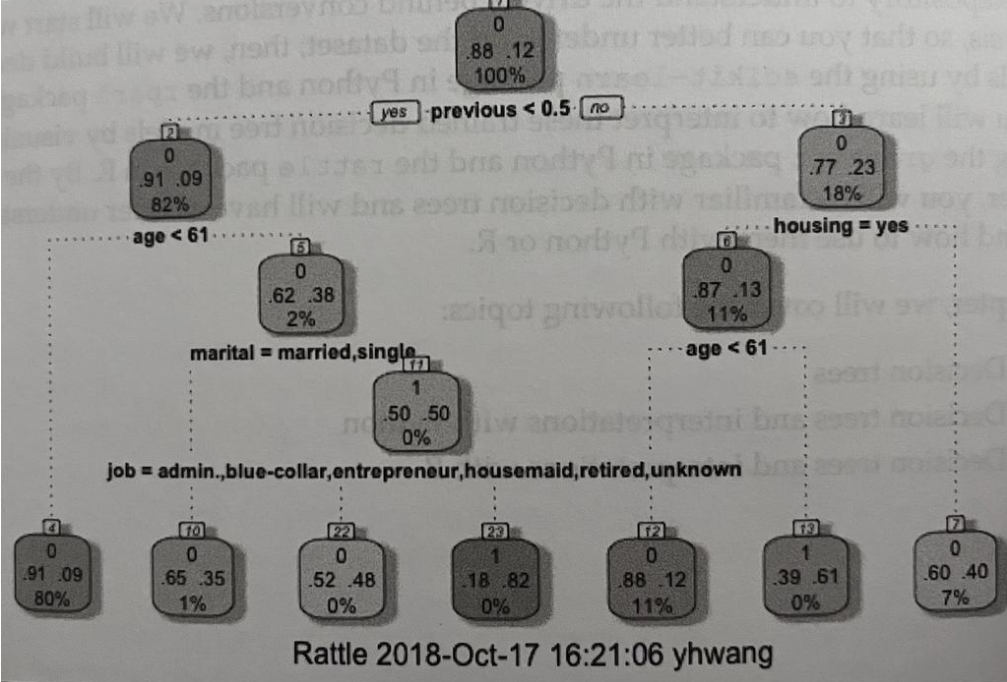 0
.88 .12
100%
yes previous < 0.5 no
2 3
0 0
.91 .09 .77 .23
82% 18%
age < 61 housing = yes
5 6
0 0
.62 .38 .87 .13
2% 11%
marital = married,single age < 61
11
1
.50 .50
0%
job = admin.,blue-collar,entrepreneur,housemaid,retired,unknown
4 10 22 23 12 13 7
0 0 0 1 0 1 0
.91 .09 .65 .35 .52 .48 .18 .82 .88 .12 .39 .61 .60 .40
80% 1% 0% 0% 11% 0% 7%
Rattle 2018-Oct-17 16:21:06 yhwang